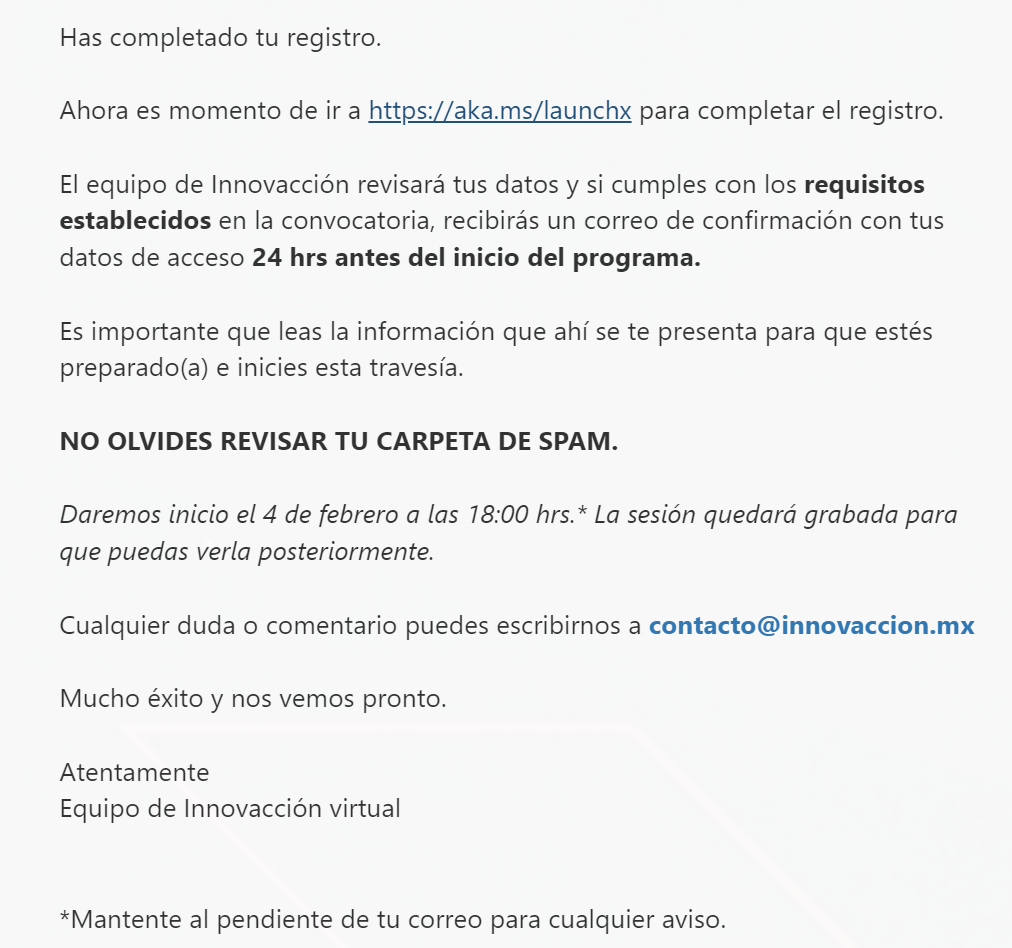 Has completado tu registro.
Ahora es momento de ir a https://aka.ms/launchx para completar el registro.
El equipo de Innovacción revisará tus datos y si cumples con los requisitos
establecidos en la convocatoria, recibirás un correo de confirmación con tus
datos de acceso 24 hrs antes del inicio del programa.
Es importante que leas la información que ahí se te presenta para que estés
preparado(a) e inicies esta travesía.
NO OLVIDES REVISAR TU CARPETA DE SPAM.
Daremos inicio el 4 de febrero a las 18:00 hrs.* La sesión quedará grabada para
que puedas verla posteriormente.
Cualquier duda o comentario puedes escribirnos a contacto@innovaccion.mx
Mucho éxito y nos vemos pronto.
Atentamente
Equipo de Innovacción virtual
*Mantente al pendiente de tu correo para cualquier aviso.